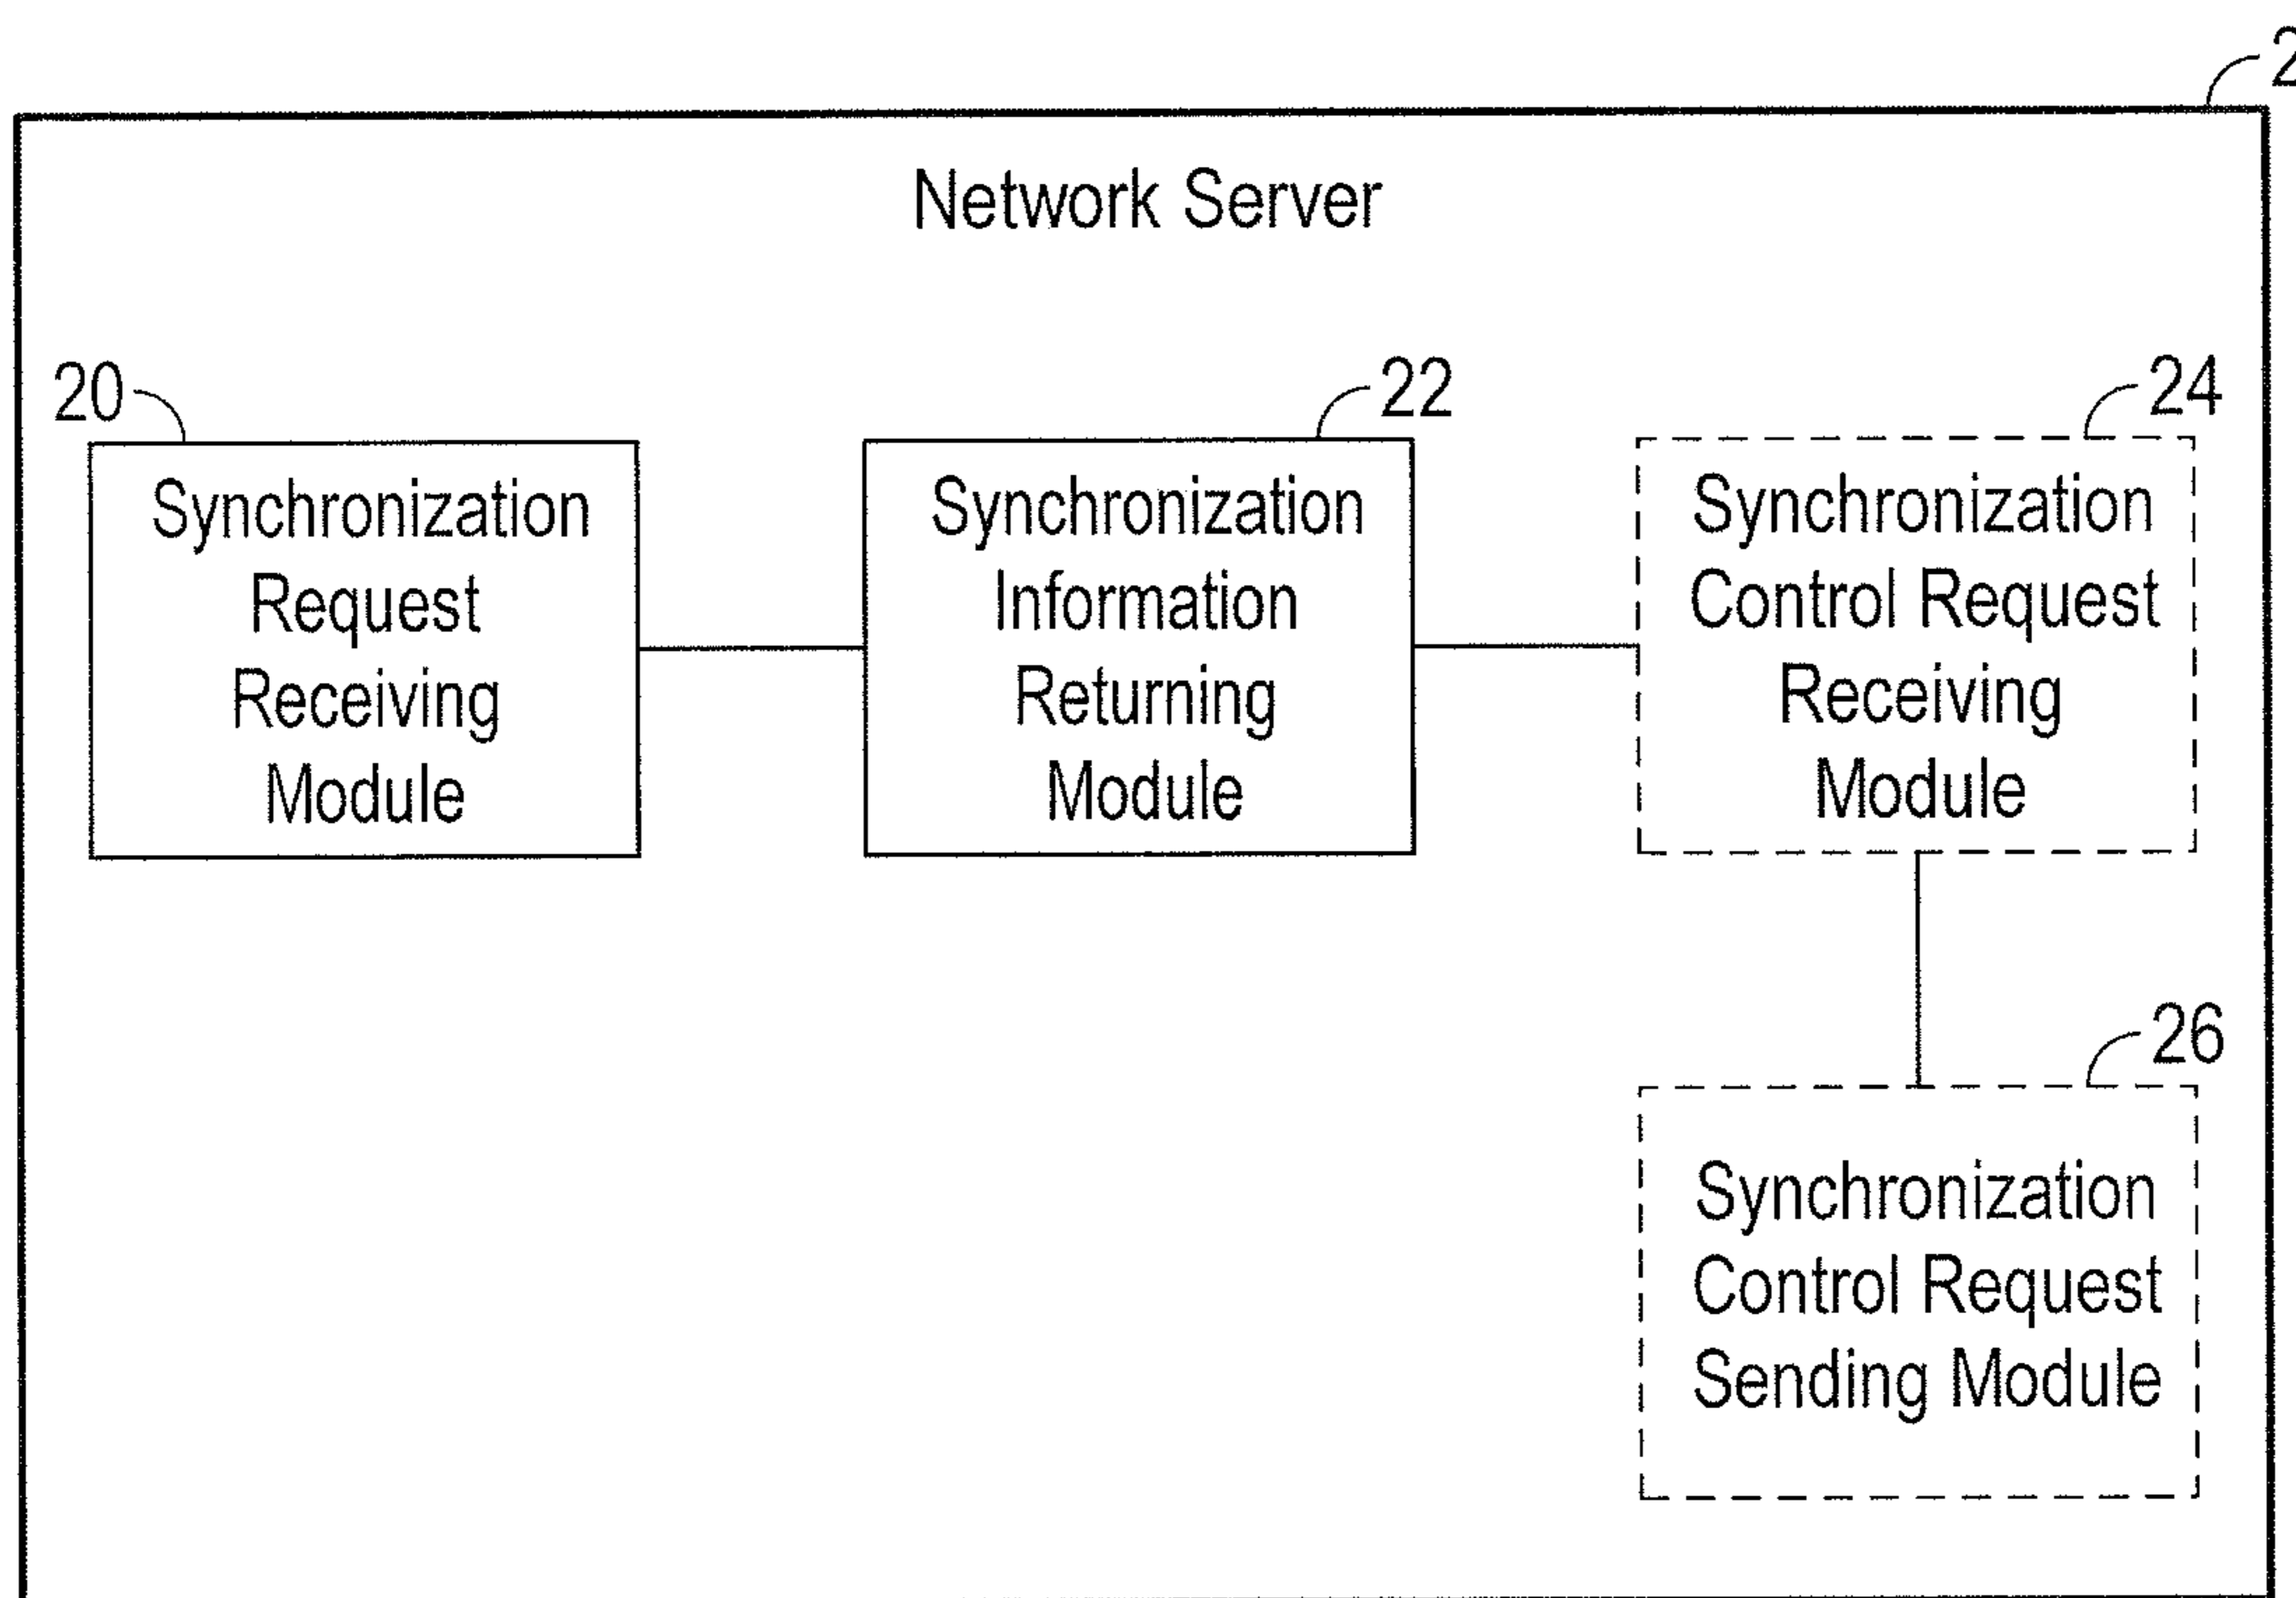 2
Network Server
20
22
24
Synchronization
Request
Receiving
Module
Synchronization
Information
Returning
Module
Synchronization
Control Request
Receiving
Module
26
Synchronization
Control Request
Sending Module